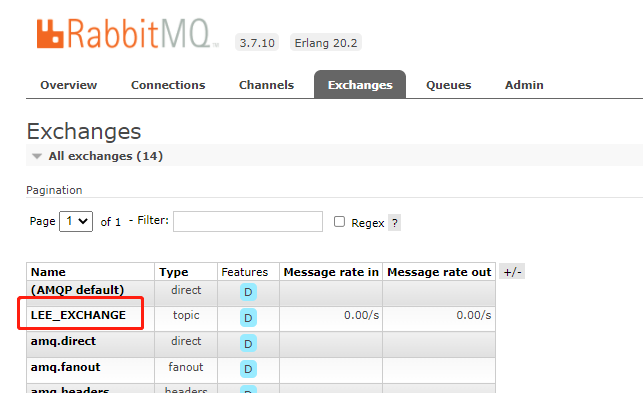 RabbitMQ™ 3.7.10 Erlang 20.2
Overview Connections Channels Exchanges Queues Admin
Exchanges
All exchanges (14)
Pagination
Page 1 of 1 - Filter: Regex ?
Name Type Features Message rate in Message rate out +/-
(AMQP default) direct D
LEE_EXCHANGE topic D 0.00/s 0.00/s
amq.direct direct D
amq.fanout fanout D
amq.headers headers D